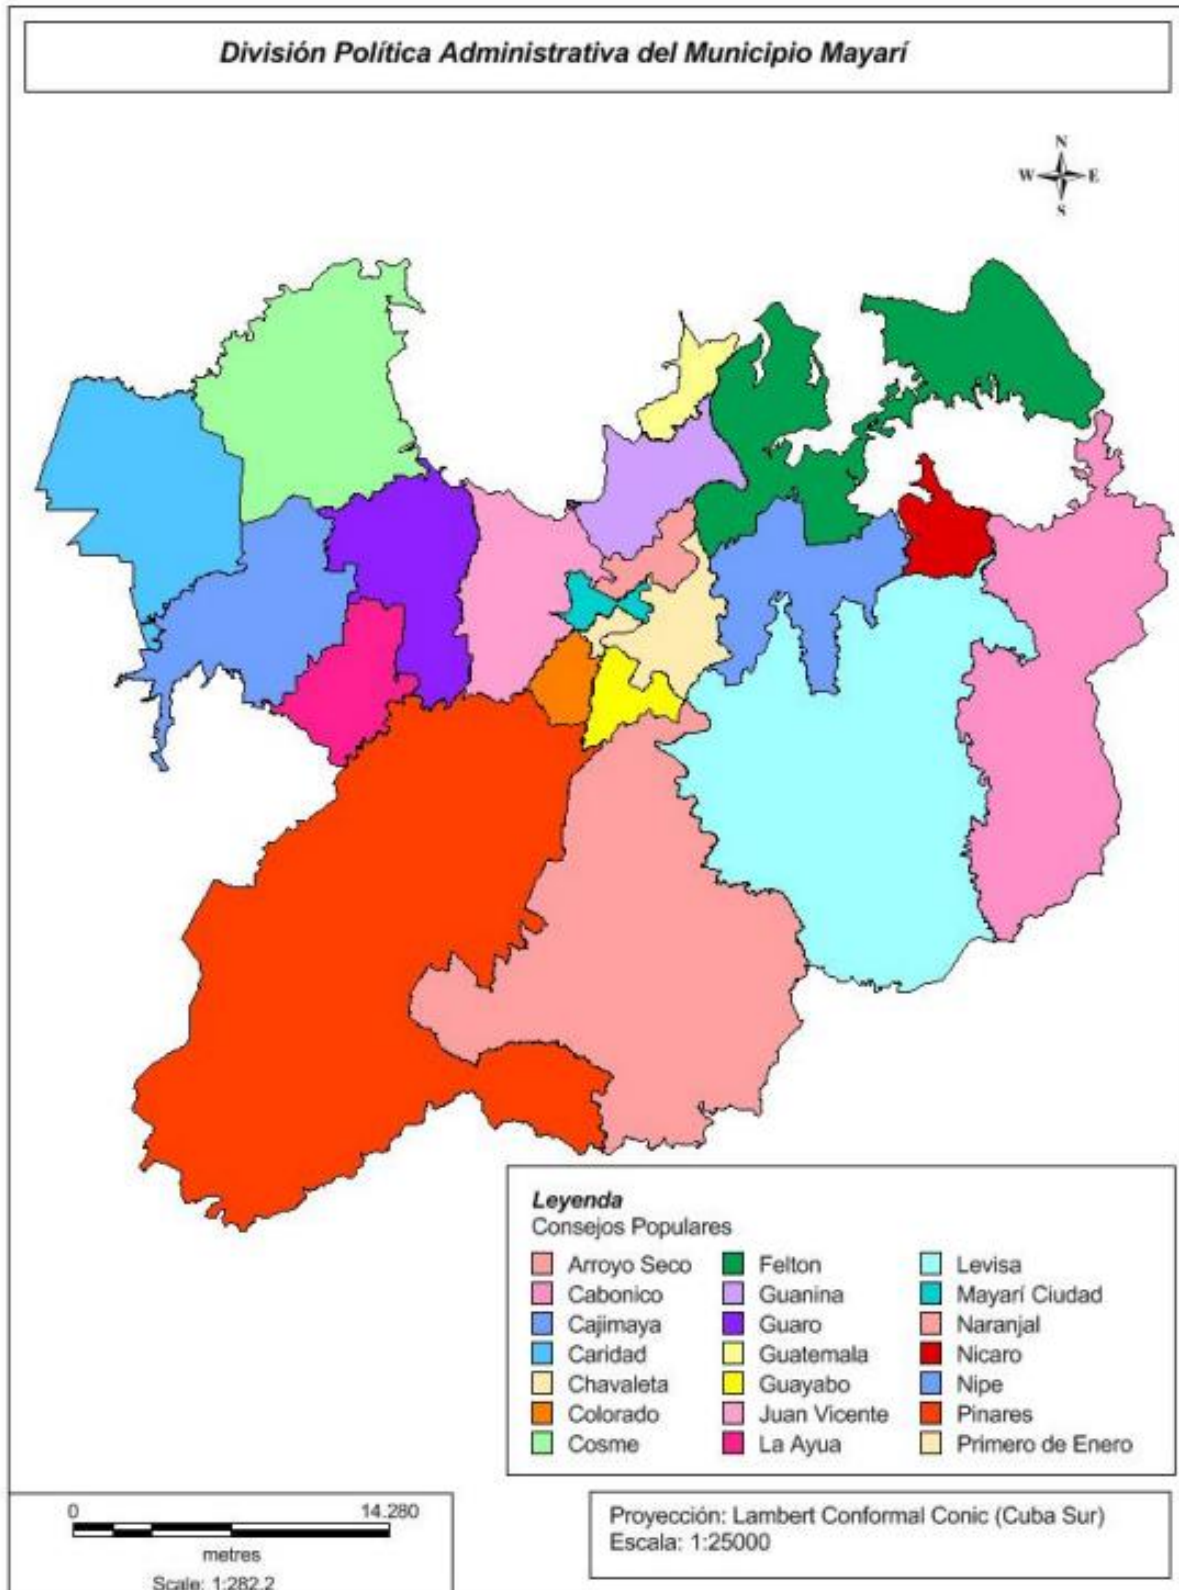 División Política Administrativa del Municipio Mayarí
N
W E
S
Leyenda
Consejos Populares
Arroyo Seco
Cabonico
Cajimaya
Caridad
Chavaleta
Colorado
Cosme
Felton
Guanina
Guaro
Guatemala
Guayabo
Juan Vicente
La Ayua
Levisa
Mayarí Ciudad
Naranjal
Nicaro
Nipe
Pinares
Primero de Enero
0 14.280
metres
Scale: 1:282.2
Proyección: Lambert Conformal Conic (Cuba Sur)
Escala: 1:25000